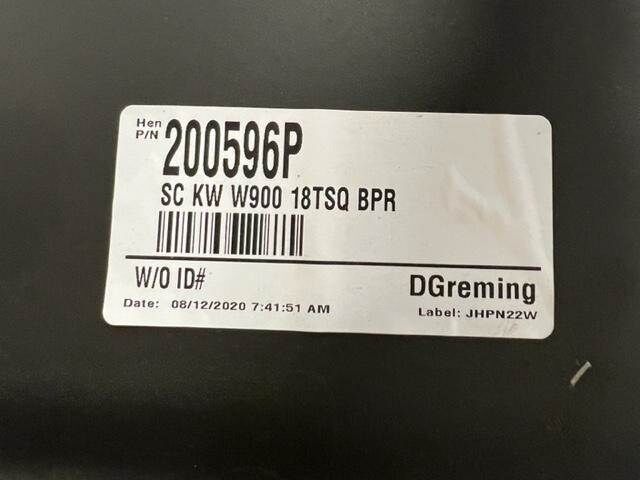 Hen
P/N 200596P
SC KW W900 18TSQ BPR
W/O ID# DGreming
Date: 08/12/2020 7:41:51 AM Label: JHPN22W